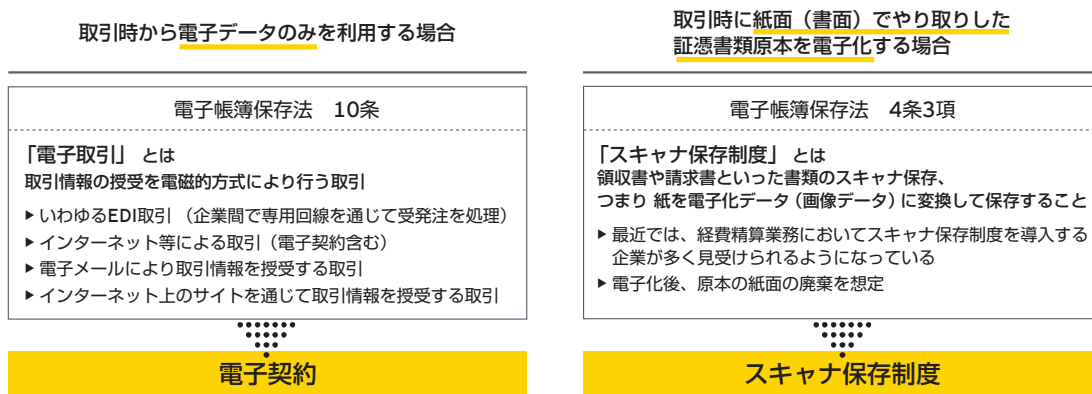 取引時から電子データのみを利用する場合
電子帳簿保存法 10条
「電子取引」 とは
取引情報の授受を電磁的方式により行う取引
▶いわゆるEDI取引 （企業間で専用回線を通じて受発注を処理）
▶インターネット等による取引（電子契約含む）
▶電子メールにより取引情報を授受する取引
▶インターネット上のサイトを通じて取引情報を授受する取引
電子契約
取引時に紙面（書面）でやり取りした
証憑書類原本を電子化する場合
電子帳簿保存法 4条3項
「スキャナ保存制度」 とは
領収書や請求書といった書類のスキャナ保存、
つまり 紙を電子化データ（画像データ）に変換して保存すること
▶最近では、経費精算業務においてスキャナ保存制度を導入する
企業が多く見受けられるようになっている
▶電子化後、原本の紙面の廃棄を想定
スキャナ保存制度